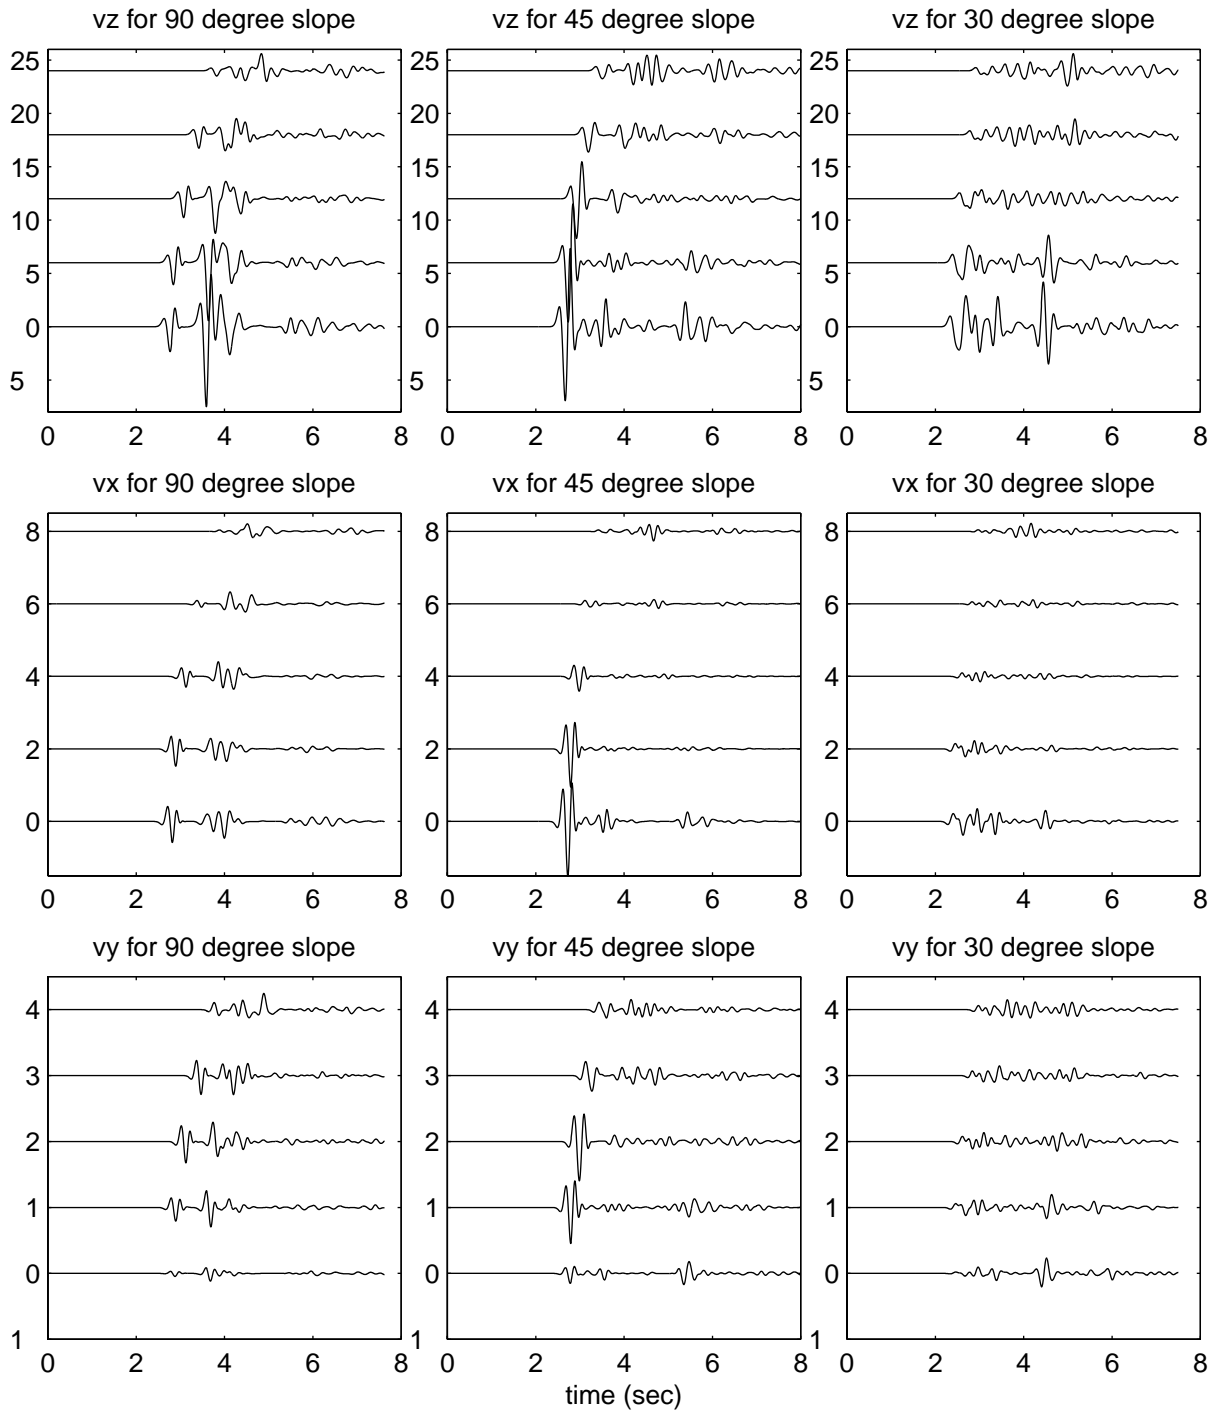 vz for 90 degree slope
vz for 45 degree slope
vz for 30 degree slope
25 25 25
20 20 20
15 15 15
10 10 10
5 5 5
0 0 0
5 5 5
0 2 4 6 8 0 2 4 6 8 0 2 4 6 8
vx for 90 degree slope
vx for 45 degree slope
vx for 30 degree slope
8 8 8
6 6 6
4 4 4
2 2 2
0 0 0
0 2 4 6 8 0 2 4 6 8 0 2 4 6 8
vy for 90 degree slope
vy for 45 degree slope
vy for 30 degree slope
4 4 4
3 3 3
2 2 2
1 1 1
0 0 0
1 1 1
0 2 4 6 8 0 2 4 6 8 0 2 4 6 8
time (sec)